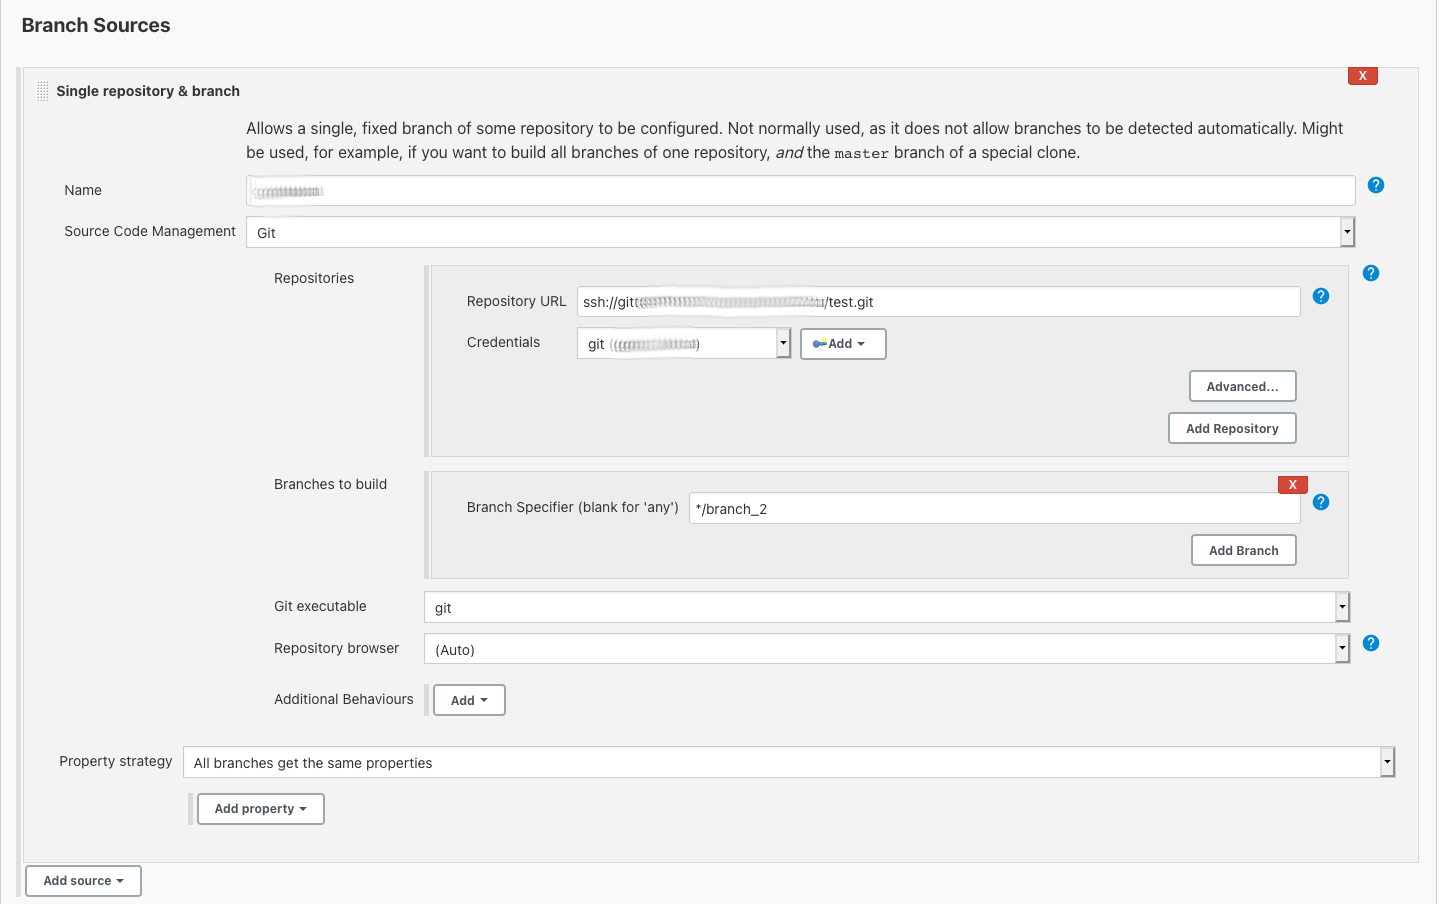 Branch Sources
X
Single repository & branch
Allows a single, fixed branch of some repository to be configured. Not normally used, as it does not allow branches to be detected automatically. Might
be used, for example, if you want to build all branches of one repository, and the master branch of a special clone.
Name
?
Source Code Management Git
Repositories
?
Repository URL ssh://git /test.git
?
Credentials git
Add
Advanced...
Add Repository
Branches to build
X
Branch Specifier (blank for 'any') */branch_2
?
Add Branch
Git executable git
Repository browser (Auto)
?
Additional Behaviours Add
Property strategy All branches get the same properties
Add property
Add source